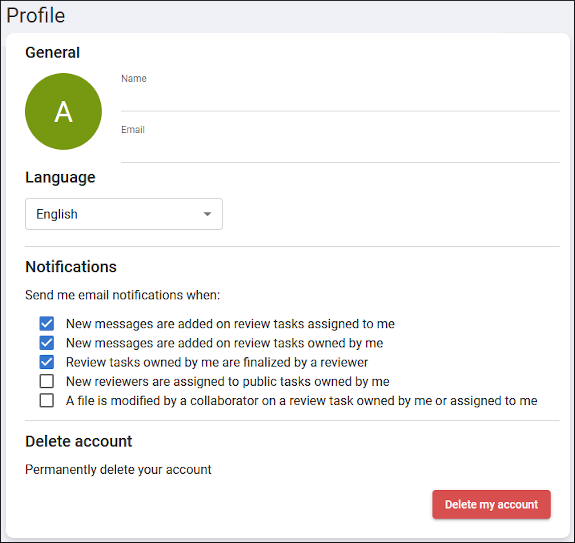 Profile
General
A
Name
Email
Language
English
Notifications
Send me email notifications when:
New messages are added on review tasks assigned to me
New messages are added on review tasks owned by me
Review tasks owned by me are finalized by a reviewer
New reviewers are assigned to public tasks owned by me
A file is modified by a collaborator on a review task owned by me or assigned to me
Delete account
Permanently delete your account
Delete my account